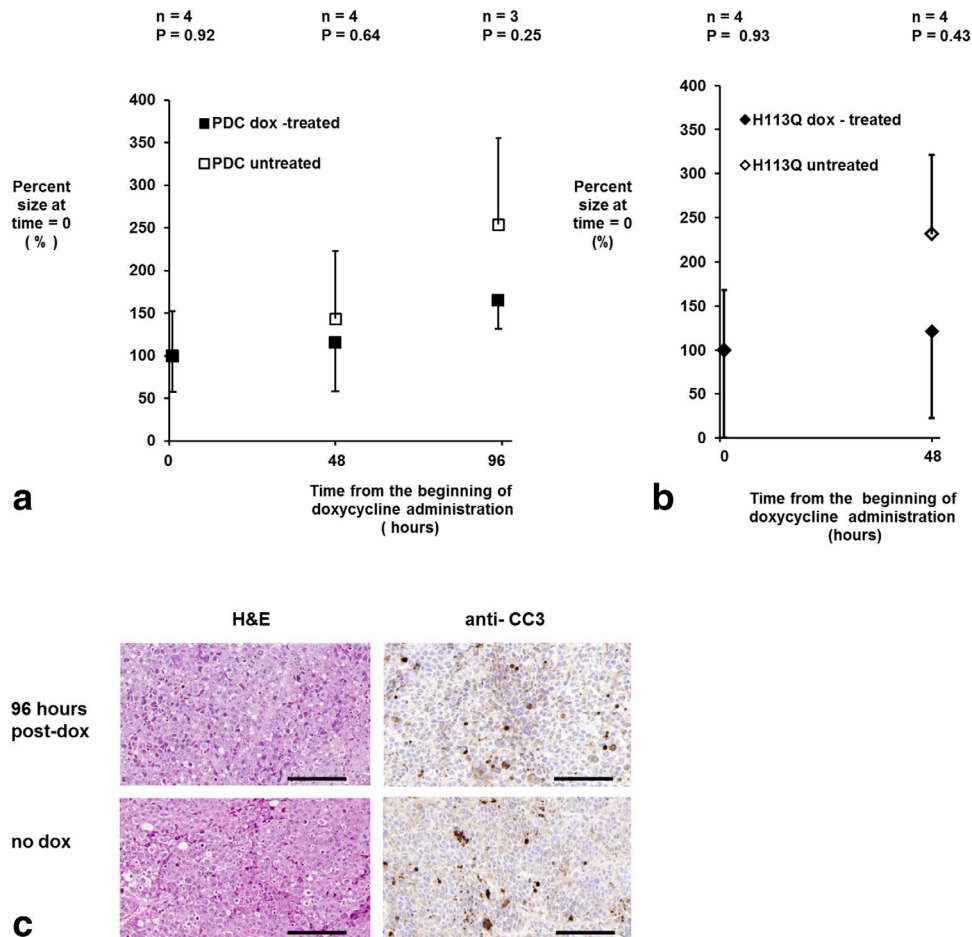 n = 4
P = 0.92
n = 4
P = 0.64
n = 3
P = 0.25
400
350
300
250
200
150
100
50
0
PDC dox -treated
PDC untreated
Percent
size at
time = 0
( % )
0
48
96
Time from the beginning of
doxycycline administration
( hours)
a
n = 4
P = 0.93
n = 4
P = 0.43
400
350
300
250
200
150
100
50
0
H113Q dox - treated
H113Q untreated
Percent
size at
time = 0
(%)
0
48
Time from the beginning of
doxycycline administration
(hours)
b
H&E
anti- CC3
96 hours
post-dox
no dox
c